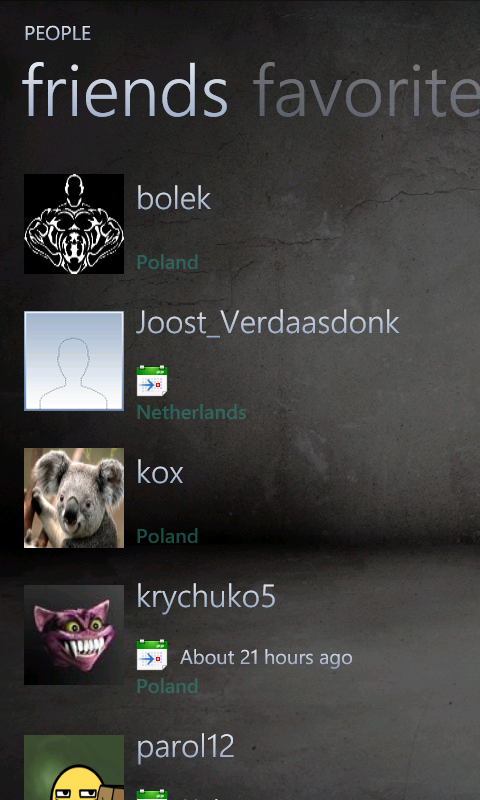 PEOPLE
friends favorite
bolek
Poland
Joost_Verdaasdonk
Netherlands
kox
Poland
krychuko5
About 21 hours ago
Poland
parol12